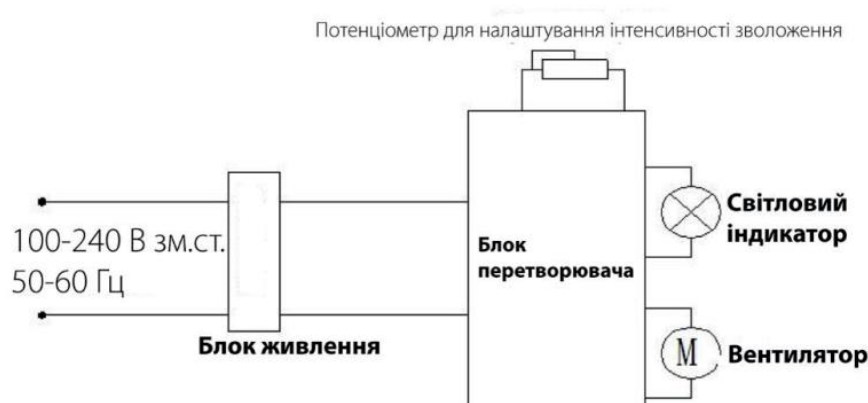 Потенціометр для налаштування інтенсивності зволоження
100-240 В зм.ст.
50-60 Гц
Блок живлення
Блок
перетворювача
Світловий
індикатор
M
Вентилятор